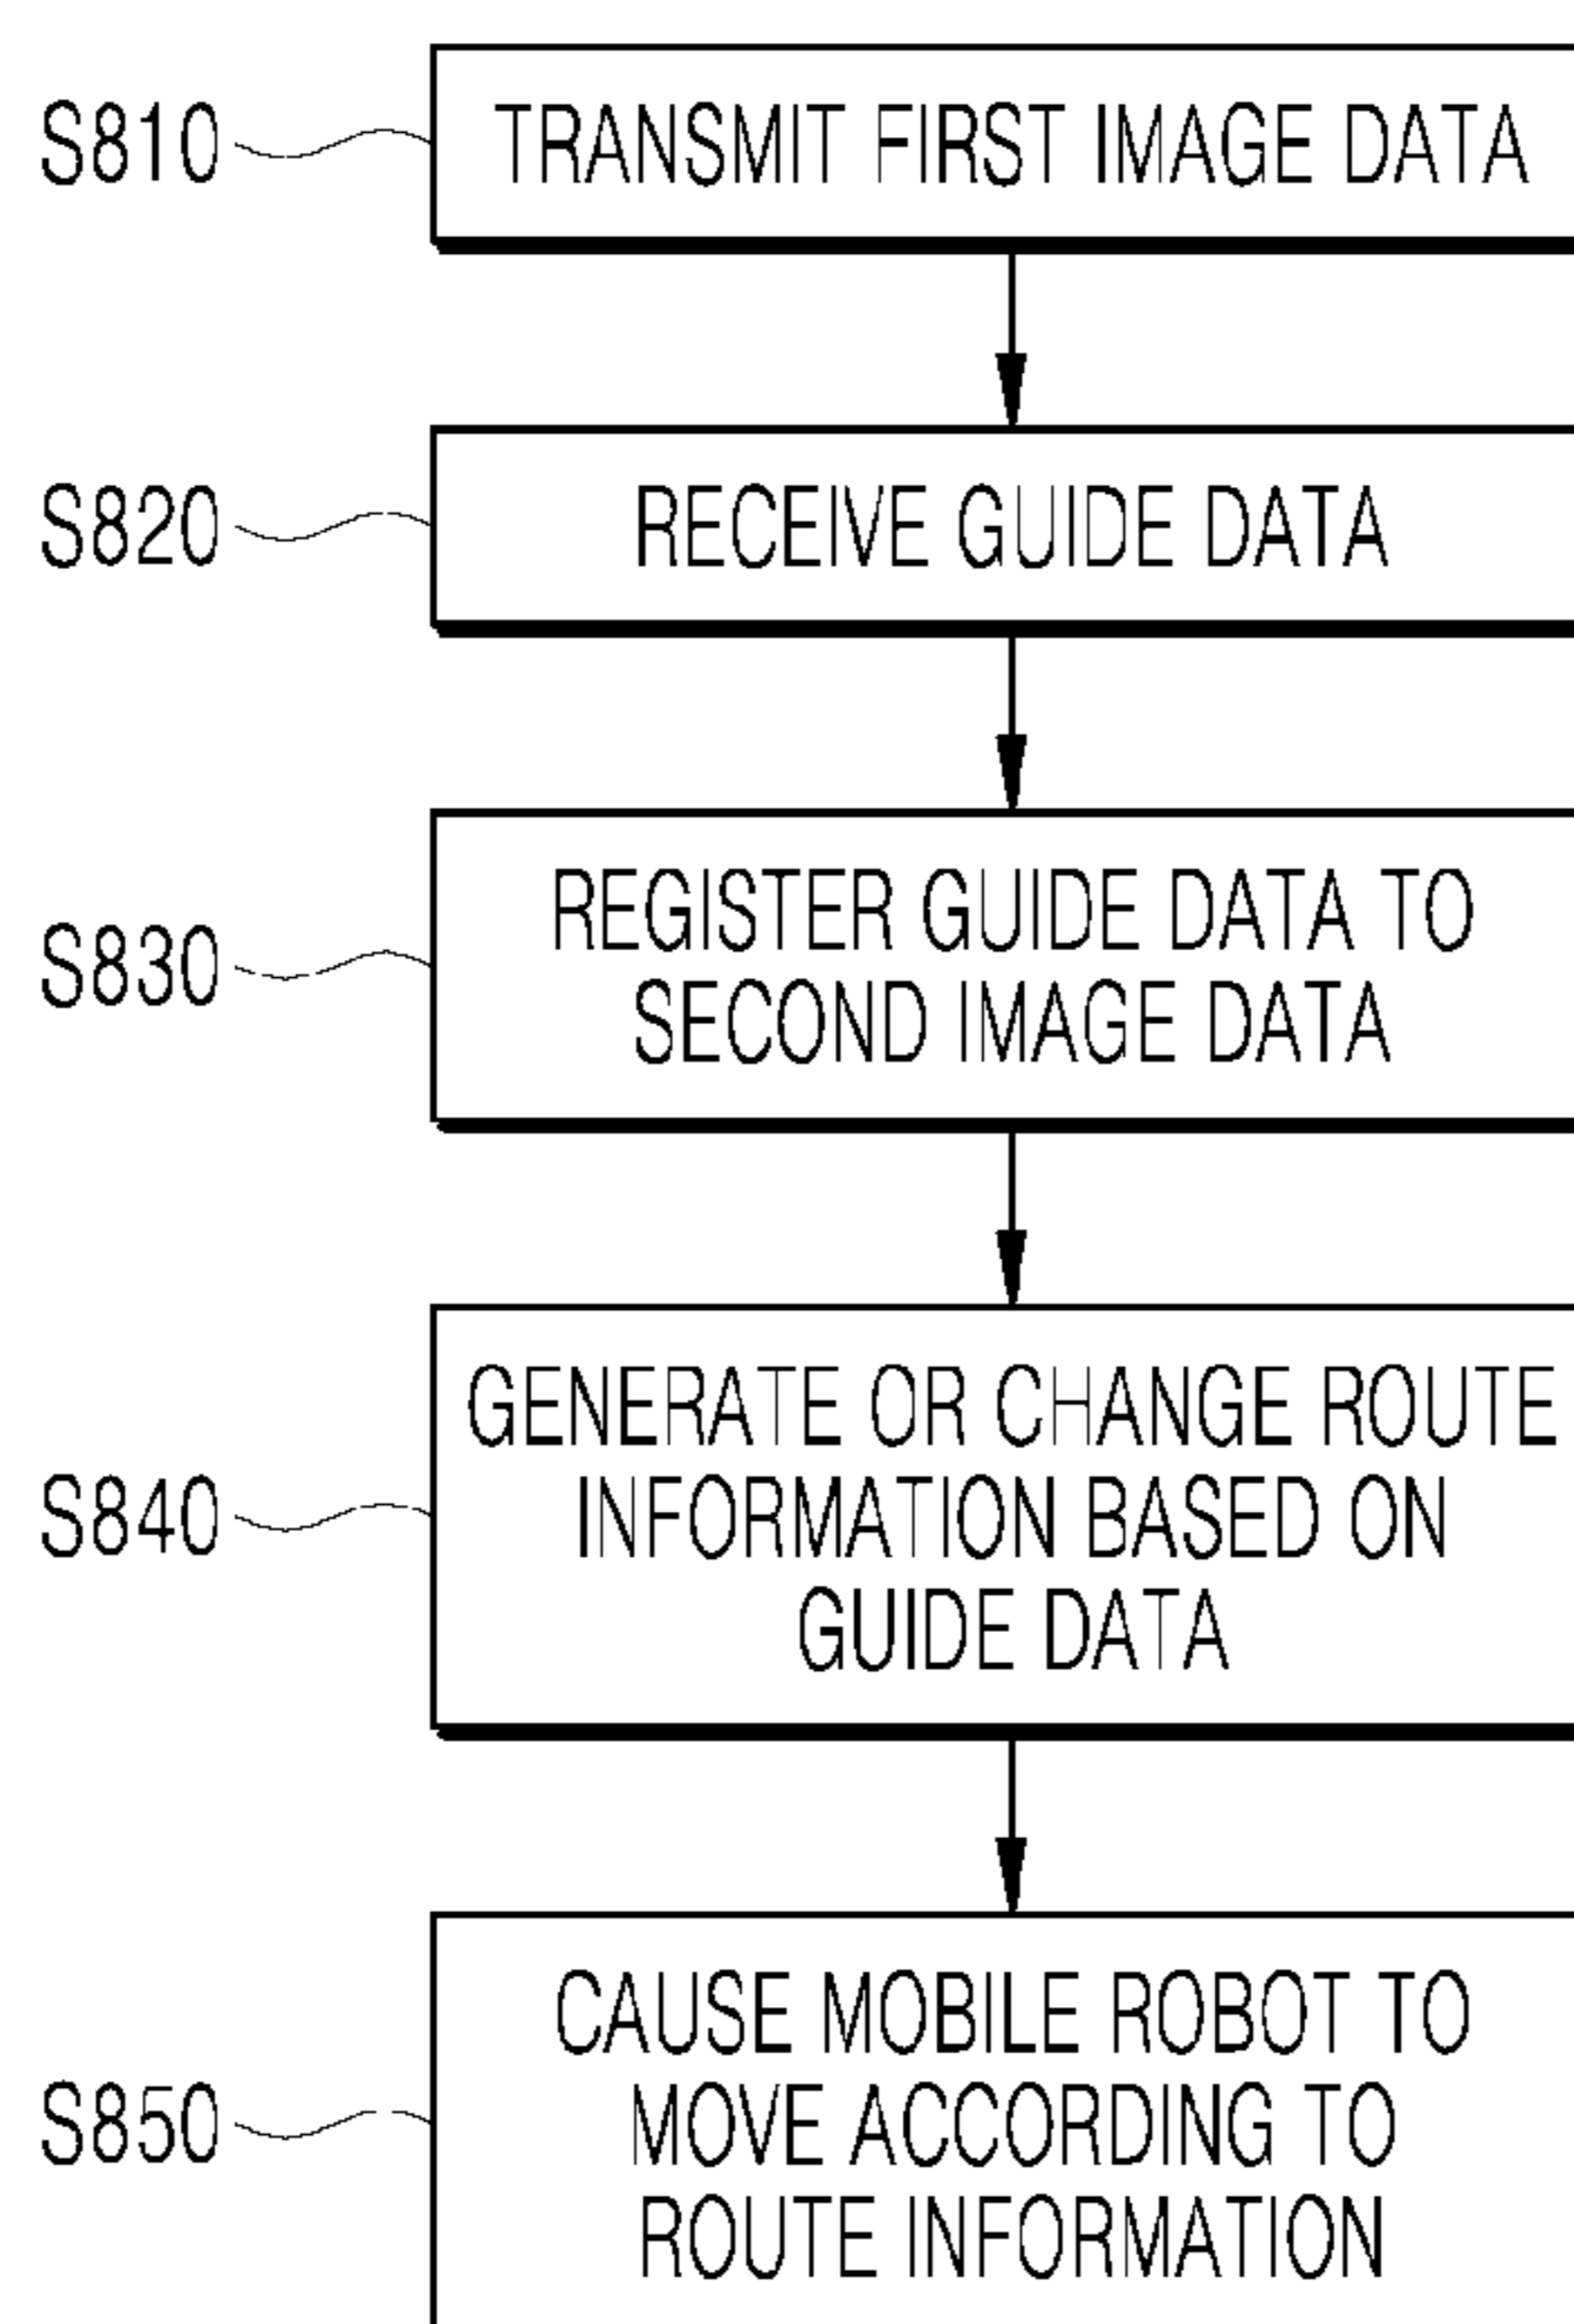 S810
TRANSMIT FIRST IMAGE DATA
S820
RECEIVE GUIDE DATA
S830
REGISTER GUIDE DATA TO
SECOND IMAGE DATA
S840
GENERATE OR CHANGE ROUTE
INFORMATION BASED ON
GUIDE DATA
S850
CAUSE MOBILE ROBOT TO
MOVE ACCORDING TO
ROUTE INFORMATION